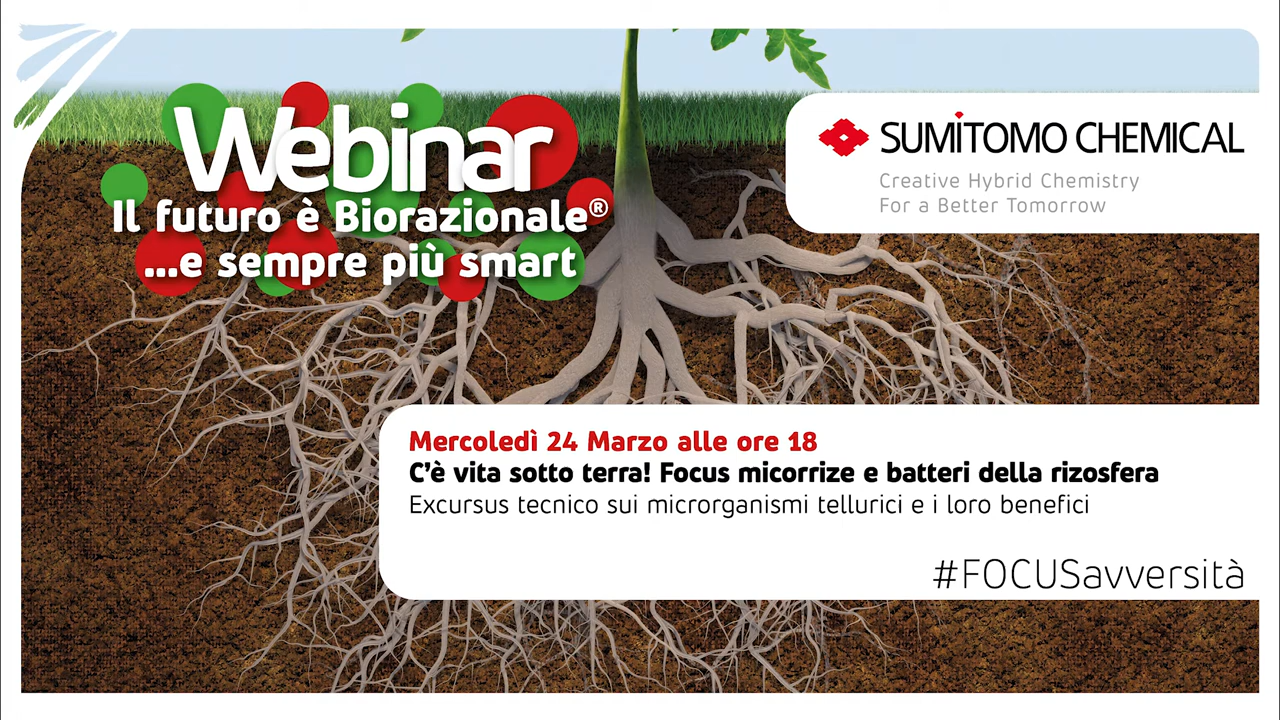 Webinar
Il futuro è Biorazionale®
...e sempre più smart
SUMITOMO CHEMICAL
Creative Hybrid Chemistry
For a Better Tomorrow
Mercoledì 24 Marzo alle ore 18
C'è vita sotto terra! Focus micorrize e batteri della rizosfera
Excursus tecnico sui microrganismi tellurici e i loro benefici
#FOCUSavversità